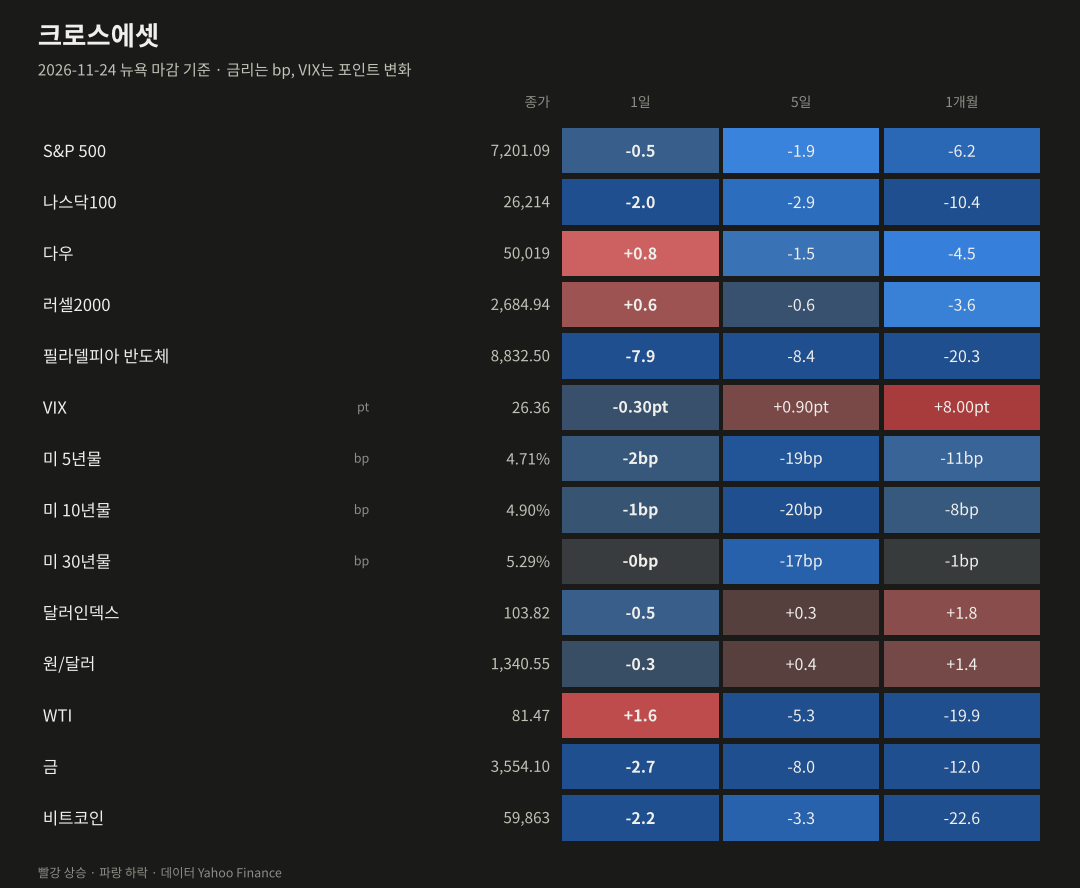 크로스에셋
2026-11-24 뉴욕 마감 기준 · 금리는 bp, VIX는 포인트 변화
종가 1일 5일 1개월
S&P 500 7,201.09 -0.5 -1.9 -6.2
나스닥100 26,214 -2.0 -2.9 -10.4
다우 50,019 +0.8 -1.5 -4.5
러셀2000 2,684.94 +0.6 -0.6 -3.6
필라델피아 반도체 8,832.50 -7.9 -8.4 -20.3
VIX pt 26.36 -0.30pt +0.90pt +8.00pt
미 5년물 bp 4.71% -2bp -19bp -11bp
미 10년물 bp 4.90% -1bp -20bp -8bp
미 30년물 bp 5.29% -0bp -17bp -1bp
달러인덱스 103.82 -0.5 +0.3 +1.8
원/달러 1,340.55 -0.3 +0.4 +1.4
WTI 81.47 +1.6 -5.3 -19.9
금 3,554.10 -2.7 -8.0 -12.0
비트코인 59,863 -2.2 -3.3 -22.6
빨강 상승 · 파랑 하락 · 데이터 Yahoo Finance